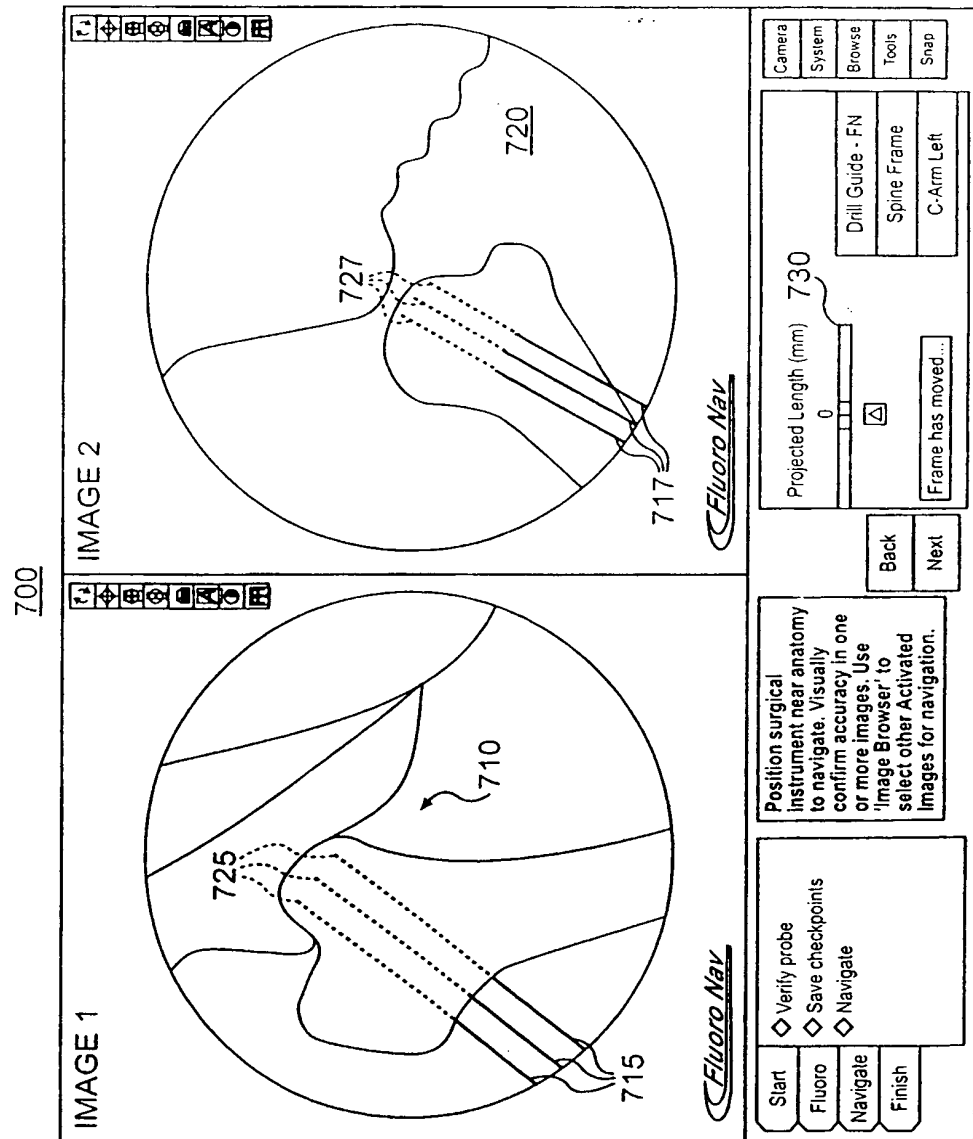 700
IMAGE 1
725
710
715
Fluoro Nav
IMAGE 2
727
720
717
Fluoro Nav
Start
Fluoro
Navigate
Finish
◇ Verify probe
◇ Save checkpoints
◇ Navigate
Position surgical
instrument near anatomy
to navigate. Visually
confirm accuracy in one
or more images. Use
'Image Browser' to
select other Activated
Images for navigation.
Back
Next
Projected Length (mm)
0
730
Frame has moved...
Drill Guide - FN
Spine Frame
C-Arm Left
Camera
System
Browse
Tools
Snap